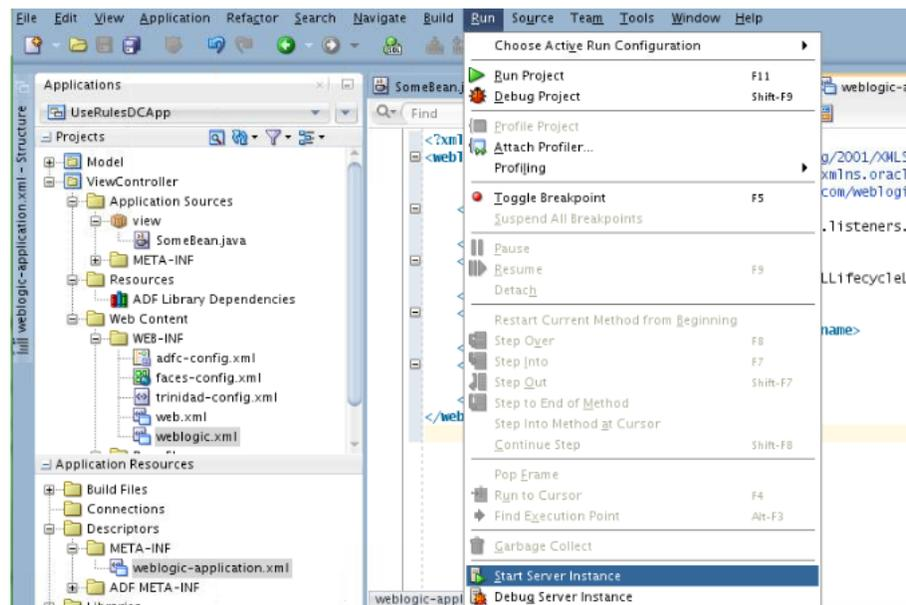 File Edit View Application Refactor Search Navigate Build Run Source Team Tools Window Help
weblogic-application.xml - Structure
Applications
UseRulesDCApp
Projects
Model
ViewController
Application Sources
view
SomeBean.java
META-INF
Resources
ADF Library Dependencies
Web Content
WEB-INF
adfc-config.xml
faces-config.xml
trinidad-config.xml
web.xml
weblogic.xml
Application Resources
Build Files
Connections
Descriptors
META-INF
weblogic-application.xml
ADF META-INF
SomeBean.j
Find
<?xml
<webl
</web
weblogic-appl
Choose Active Run Configuration
Run Project F11
Debug Project Shift-F9
Profile Project
Attach Profiler...
Profiling
Toggle Breakpoint F5
Suspend All Breakpoints
Pause
Resume F9
Detach
Restart Current Method from Beginning
Step Over F8
Step Into F7
Step Out Shift-F7
Step to End of Method
Step Into Method at Cursor
Continue Step Shift-F8
Pop Frame
Run to Cursor F4
Find Execution Point Alt-F3
Garbage Collect
Start Server Instance
Debug Server Instance
weblogic-a
g/2001/XMLS
xmlns.oracl
com/weblogi
.listeners.
LLifecycleL
name>